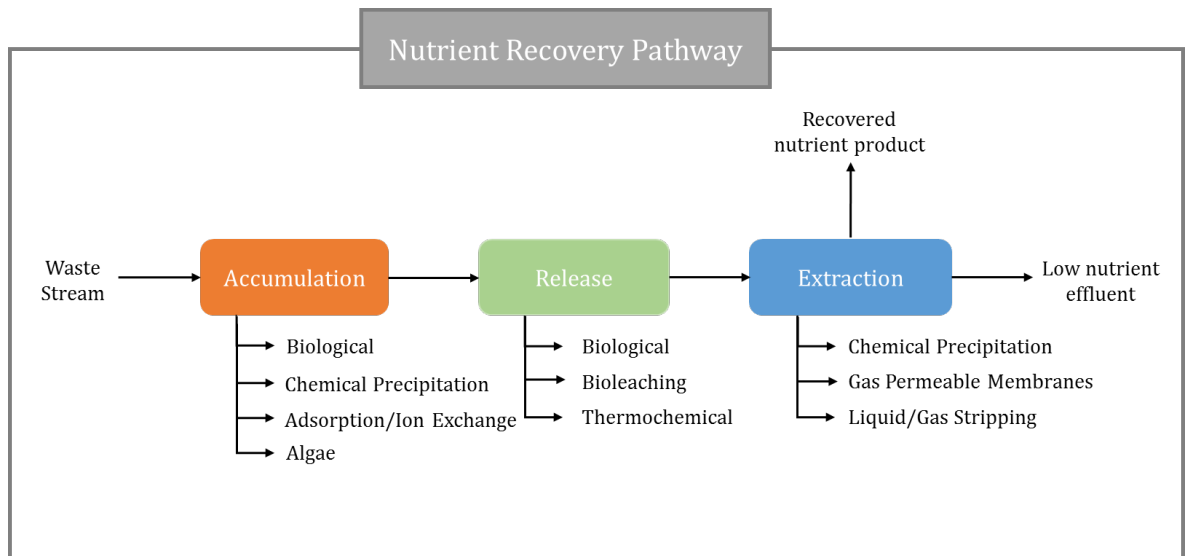 Nutrient Recovery Pathway
Recovered
nutrient product
Waste
Stream
Accumulation
Release
Extraction
Low nutrient
effluent
Biological
Chemical Precipitation
Adsorption/Ion Exchange
Algae
Biological
Bioleaching
Thermochemical
Chemical Precipitation
Gas Permeable Membranes
Liquid/Gas Stripping